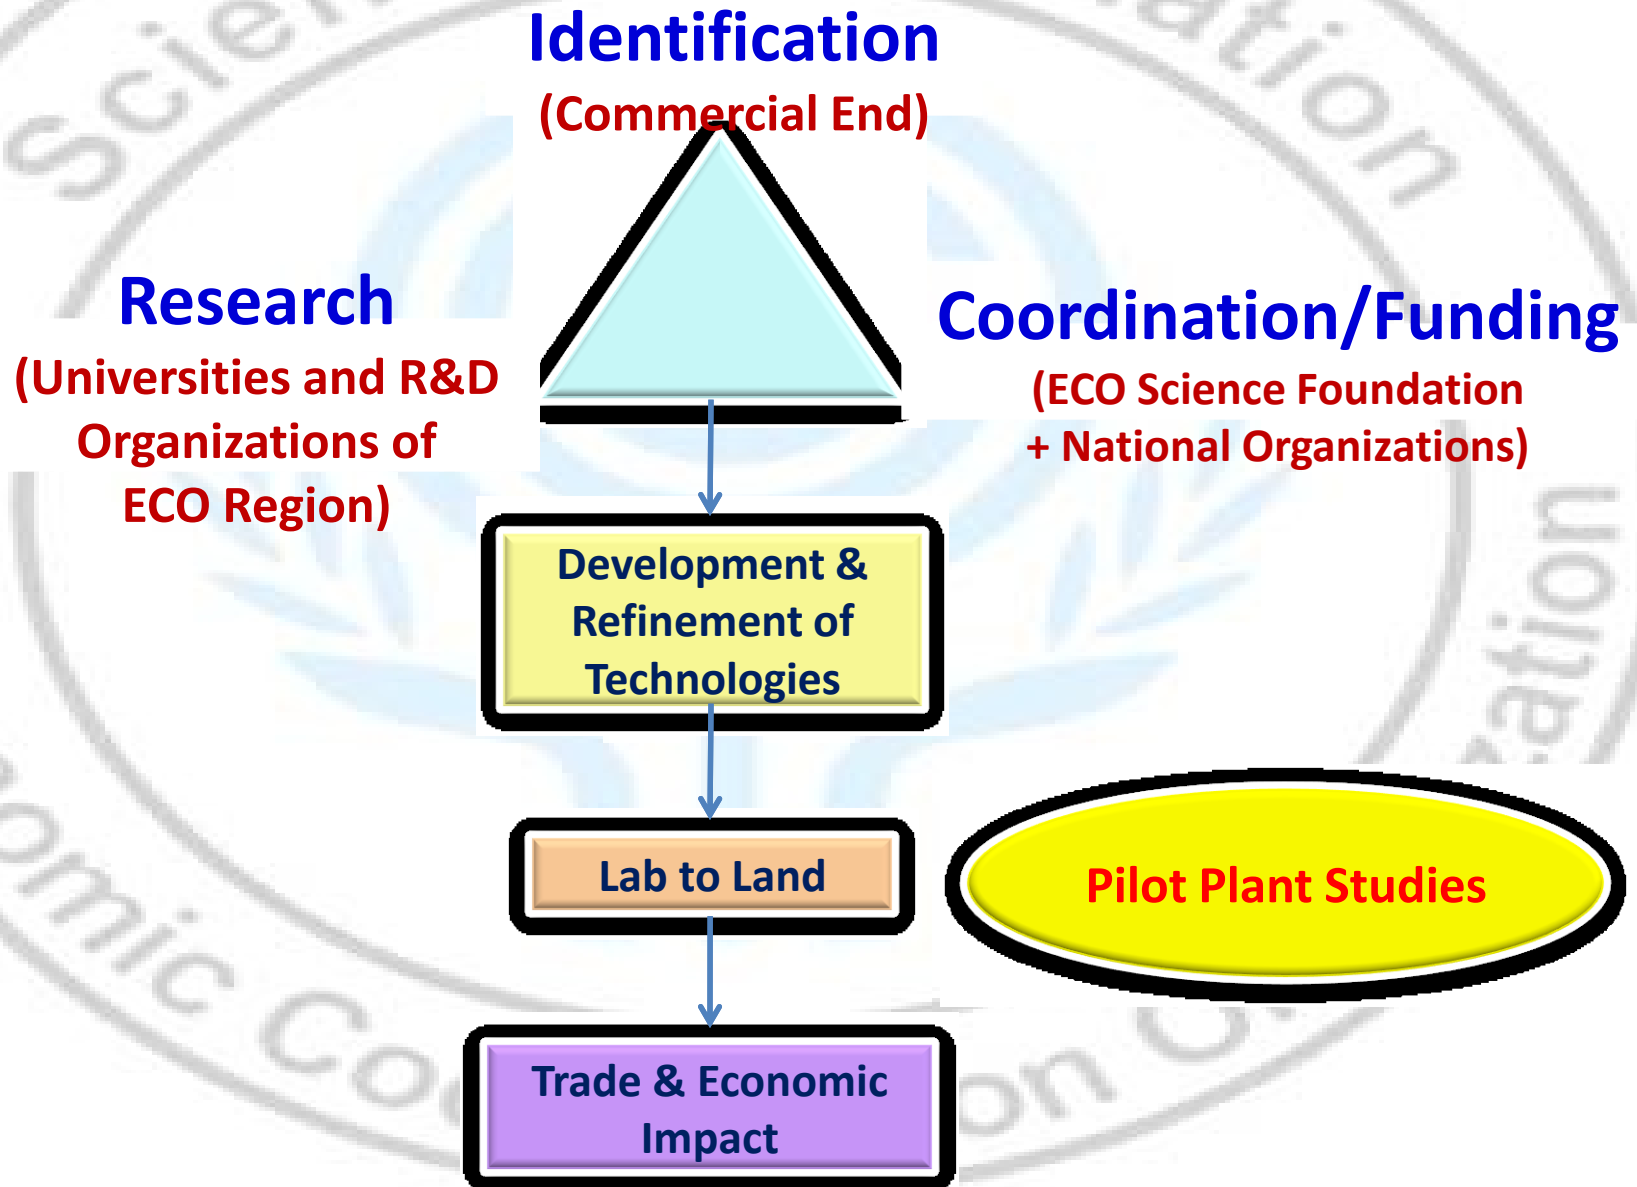 Identification
(Commercial End)
Research
(Universities and R&D
Organizations of
ECO Region)
Coordination/Funding
(ECO Science Foundation
+ National Organizations)
Development &
Refinement of
Technologies
Lab to Land
Pilot Plant Studies
Trade & Economic
Impact